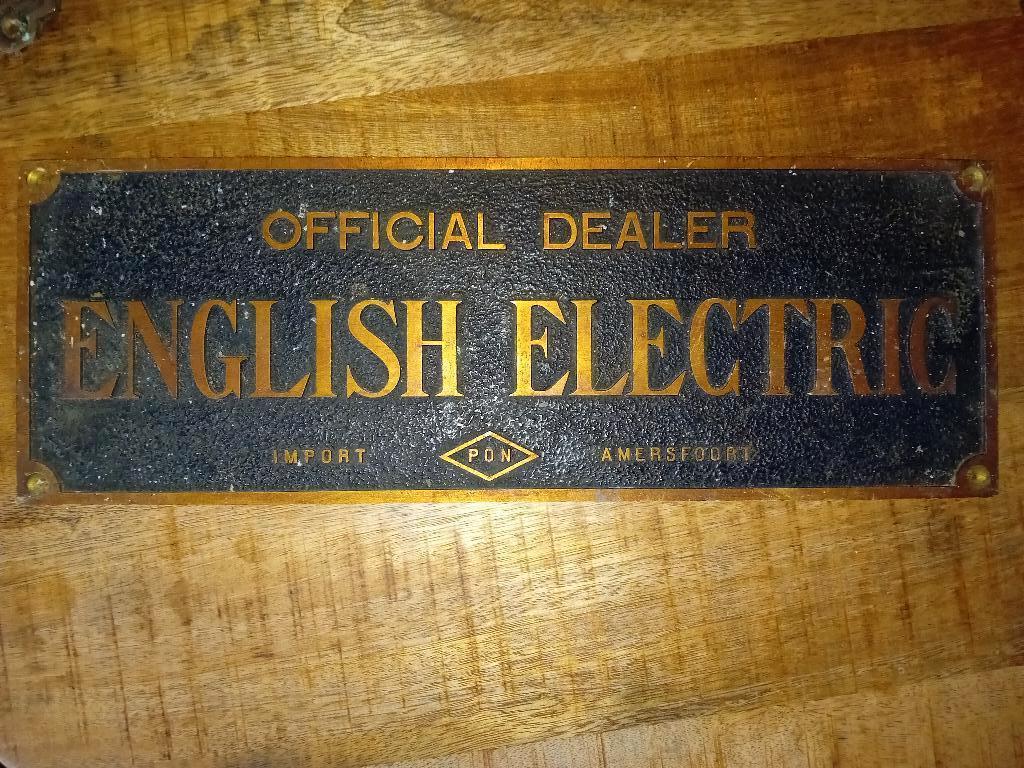 OFFICIAL DEALER
ENGLISH ELECTRIC
IMPORT PON AMERSFOORT